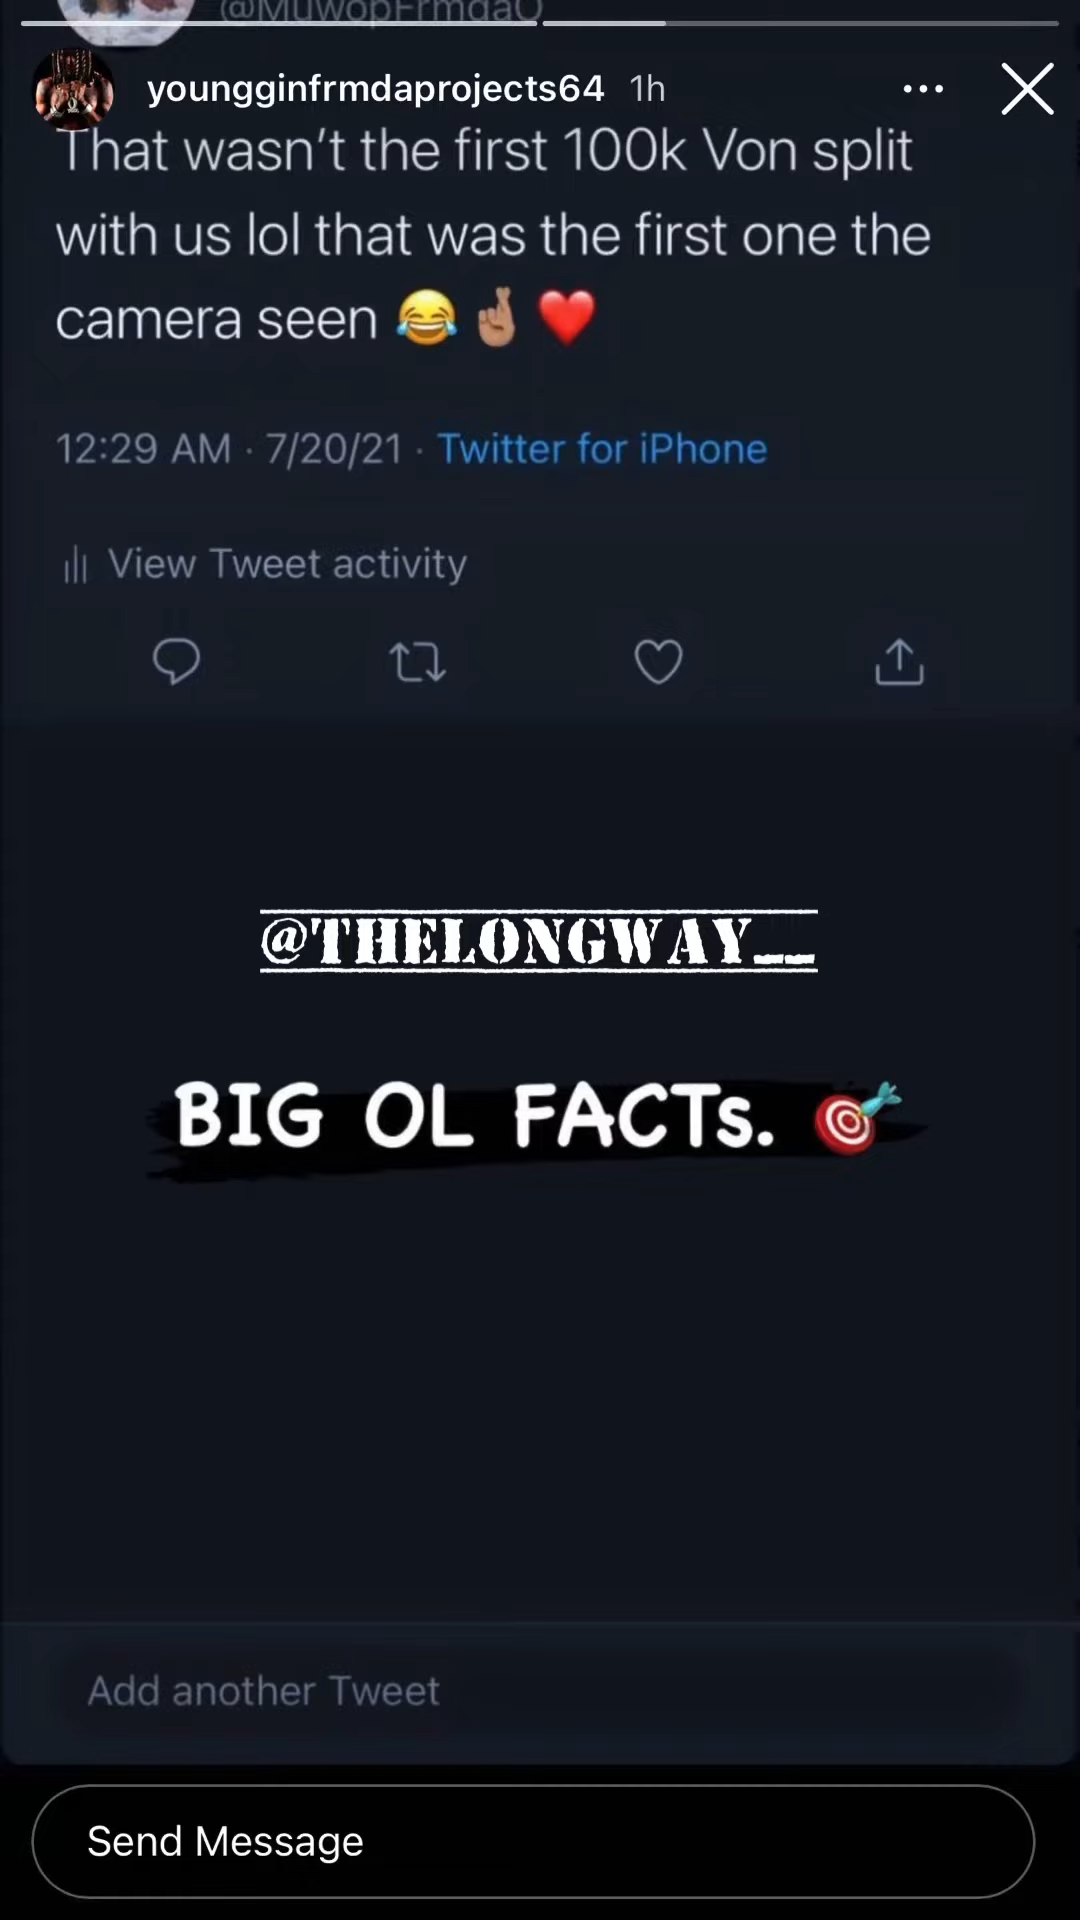 @MuwopFrmdaO
youngginfrmdaprojects64 1h
That wasn’t the first 100k Von split
with us lol that was the first one the
camera seen 😂🤞🏽❤️
12:29 AM · 7/20/21 · Twitter for iPhone
View Tweet activity
@THELONGWAY__
BIG OL FACTs. 🎯
Add another Tweet
Send Message